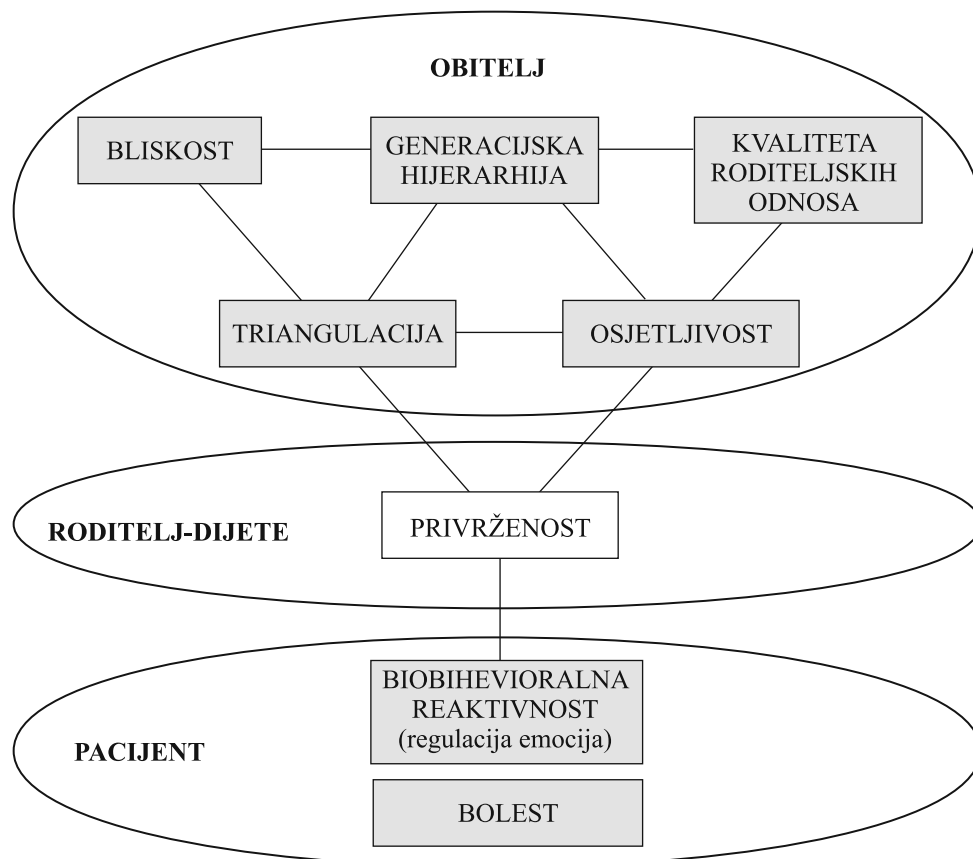 OBITELJ
BLISKOST
GENERACIJSKA
HIJERARHIJA
KVALITETA
RODITELJSKIH
ODNOSA
TRIANGULACIJA
OSJETLJIVOST
RODITELJ-DIJETE
PRIVRŽENOST
BIOBIHEVIORALNA
REAKTIVNOST
(regulacija emocija)
PACIJENT
BOLEST